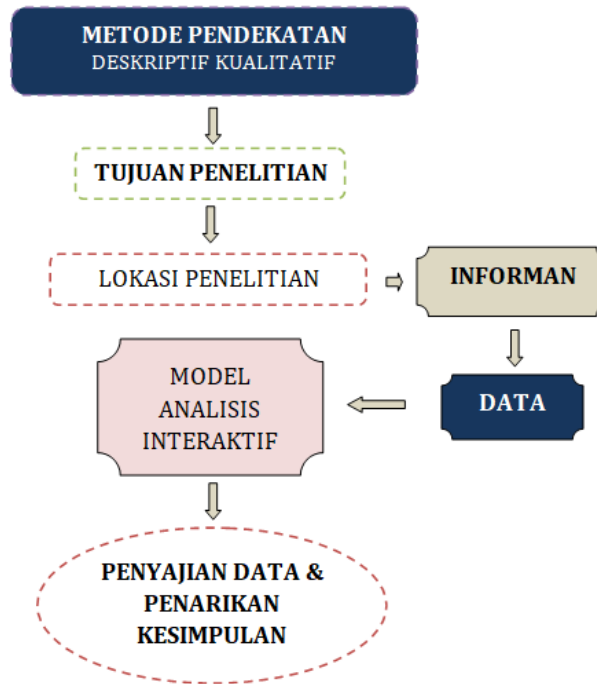 METODE PENDEKATAN
DESKRIPTIF KUALITATIF
TUJUAN PENELITIAN
LOKASI PENELITIAN
INFORMAN
DATA
MODEL
ANALISIS
INTERAKTIF
PENYAJIAN DATA &
PENARIKAN
KESIMPULAN